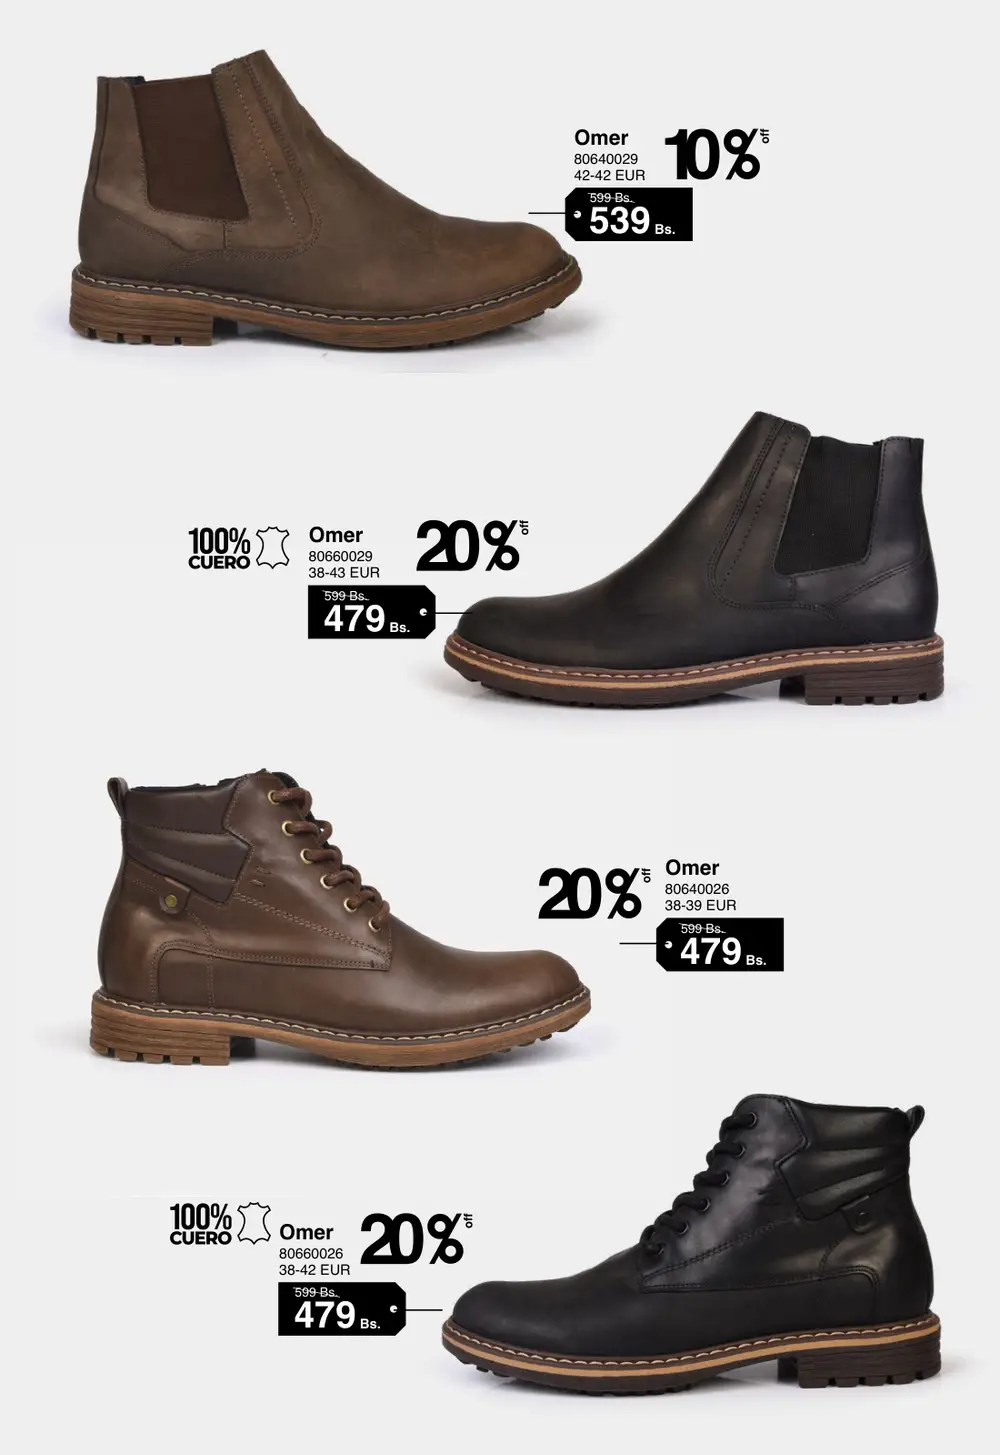 Omer
80640029
42-42 EUR
10% off
599 Bs.
539 Bs.
100%
CUERO
Omer
80660029
38-43 EUR
20% off
599 Bs.
479 Bs.
20% off
Omer
80640026
38-39 EUR
599 Bs.
479 Bs.
100%
CUERO
Omer
80660026
38-42 EUR
20% off
599 Bs.
479 Bs.